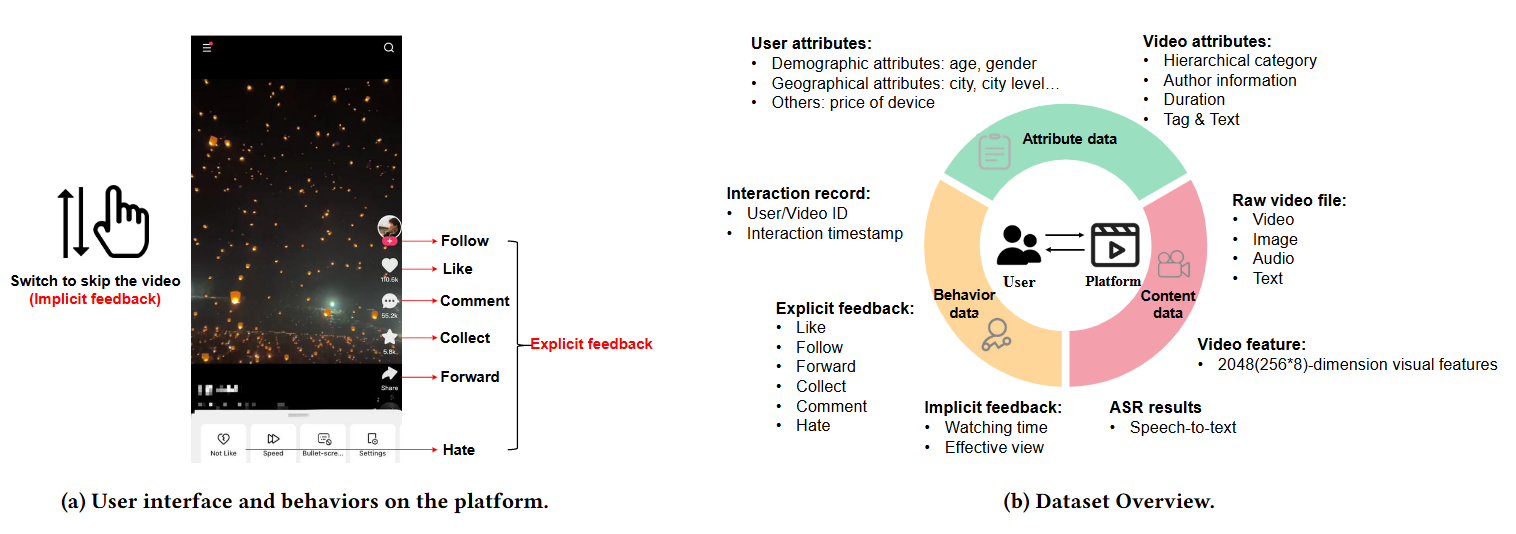 Switch to skip the video
(Implicit feedback)
110.6k
55.2k
5.8k
Share
Not Like
Speed
Bullet-scre...
Settings
Follow
Like
Comment
Collect
Forward
Hate
Explicit feedback
(a) User interface and behaviors on the platform.
User attributes:
• Demographic attributes: age, gender
• Geographical attributes: city, city level…
• Others: price of device
Video attributes:
• Hierarchical category
• Author information
• Duration
• Tag & Text
Attribute data
Interaction record:
• User/Video ID
• Interaction timestamp
Raw video file:
• Video
• Image
• Audio
• Text
User
Platform
Behavior
data
Content
data
Explicit feedback:
• Like
• Follow
• Forward
• Collect
• Comment
• Hate
Video feature:
• 2048(256*8)-dimension visual features
Implicit feedback:
• Watching time
• Effective view
ASR results
• Speech-to-text
(b) Dataset Overview.